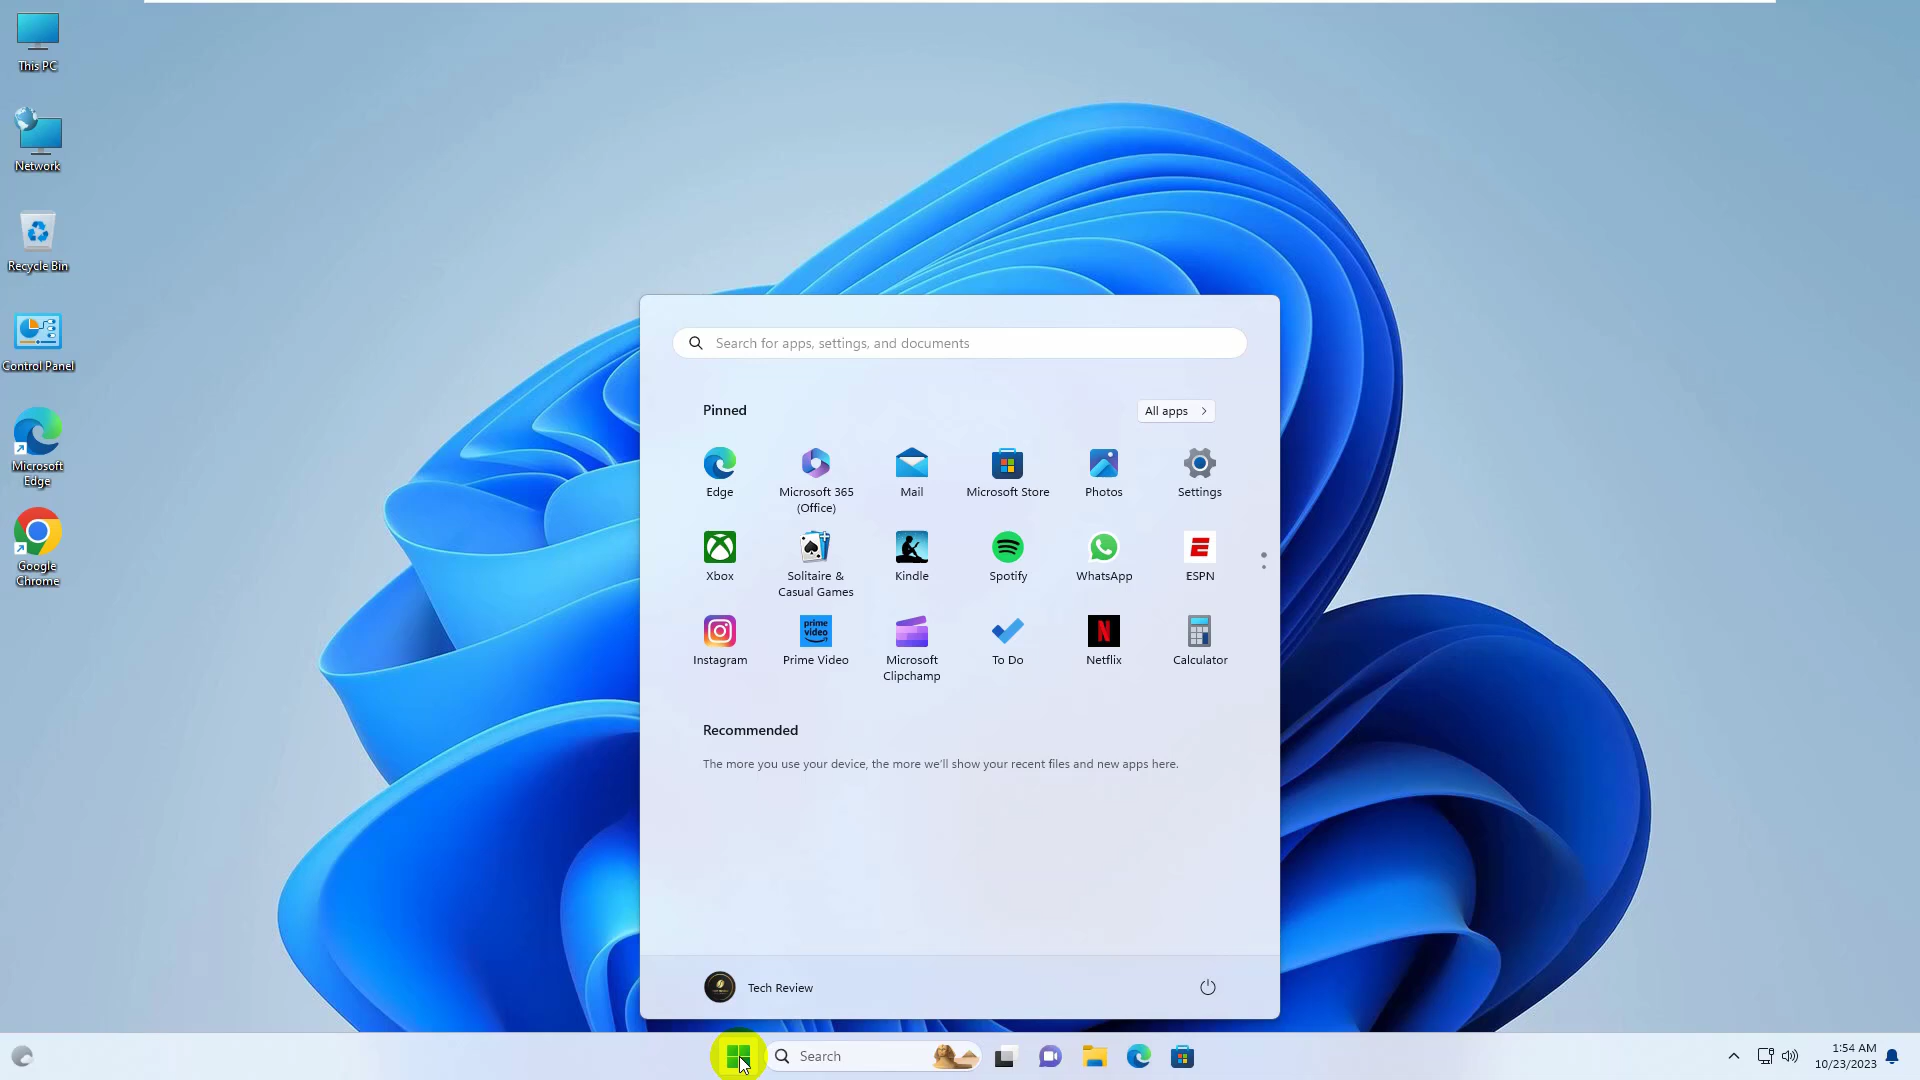 This PC
Network
Recycle Bin
Control Panel
Microsoft
Edge
Google
Chrome
Search for apps, settings, and documents
Pinned
All apps
Edge
Microsoft 365
(Office)
Mail
Microsoft Store
Photos
Settings
Xbox
Solitaire &
Casual Games
Kindle
Spotify
WhatsApp
ESPN
prime
video
Instagram
Prime Video
Microsoft
Clipchamp
To Do
Netflix
Calculator
Recommended
The more you use your device, the more we'll show your recent files and new apps here.
Tech Review
Search
1:54 AM
10/23/2023